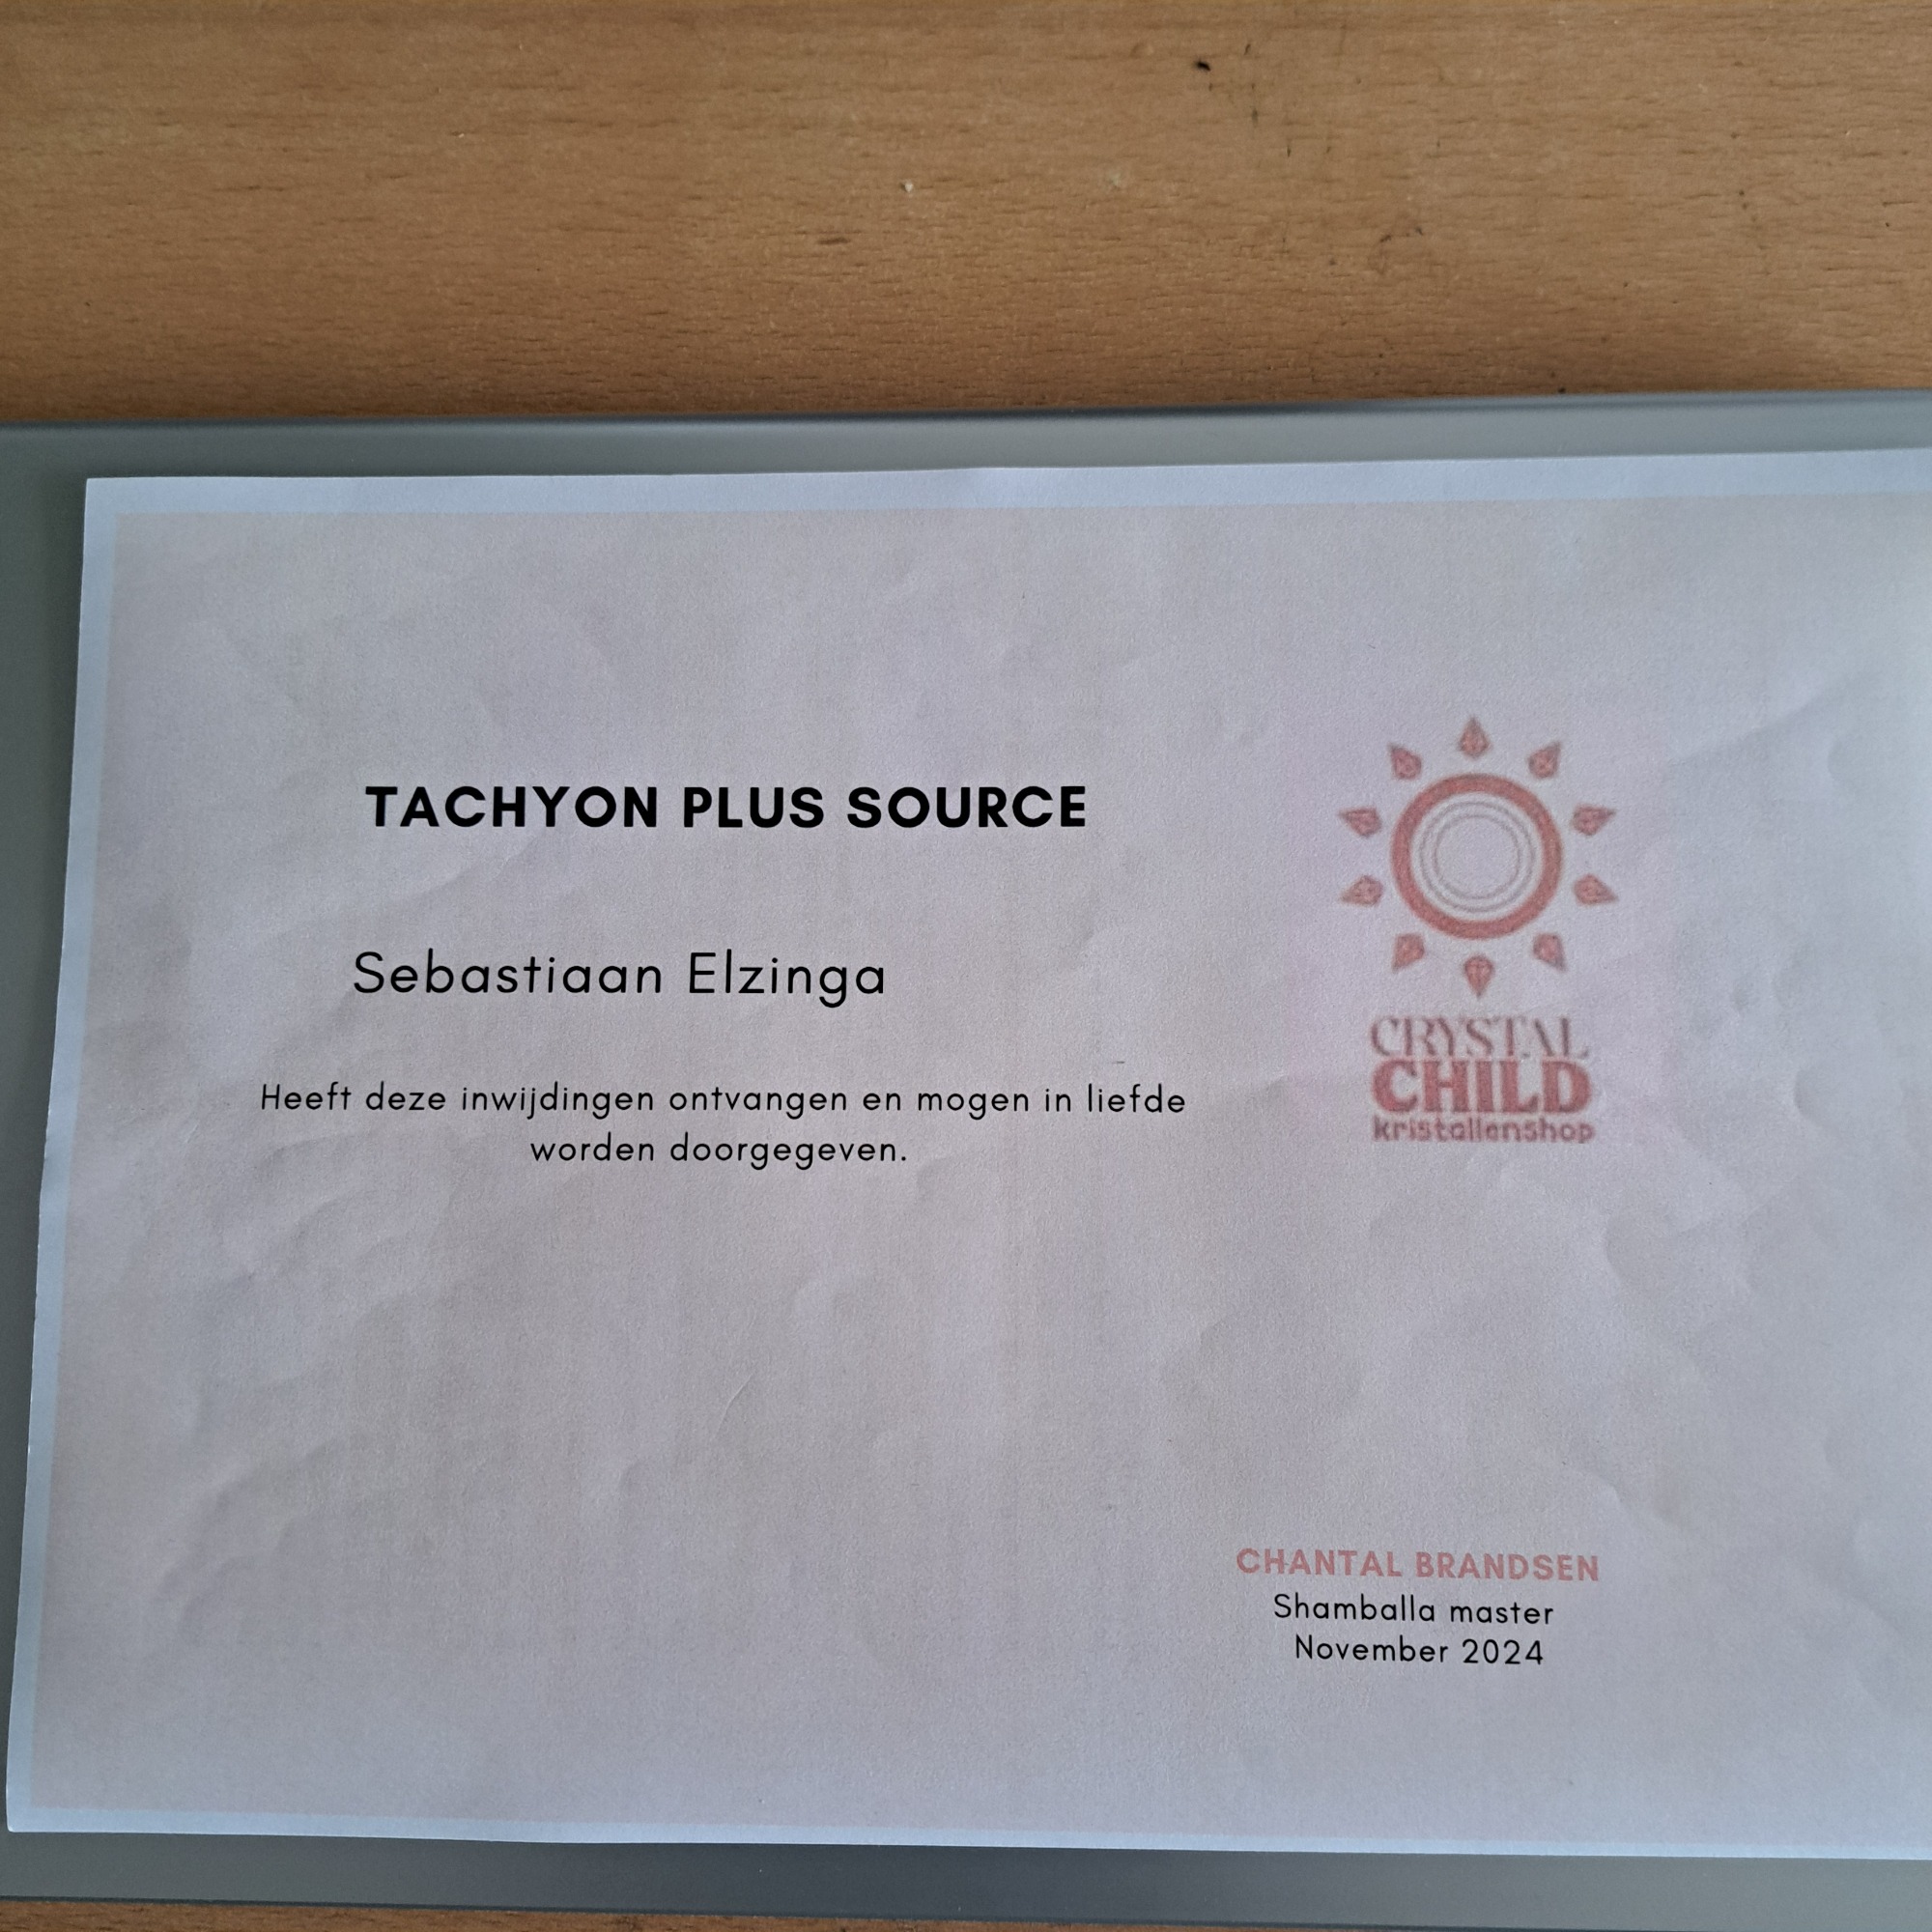 TACHYON PLUS SOURCE
Sebastiaan Elzinga
Heeft deze inwijdingen ontvangen en mogen in liefde
worden doorgegeven.
CRYSTAL
CHILD
kristallenshop
CHANTAL BRANDSEN
Shamballa master
November 2024